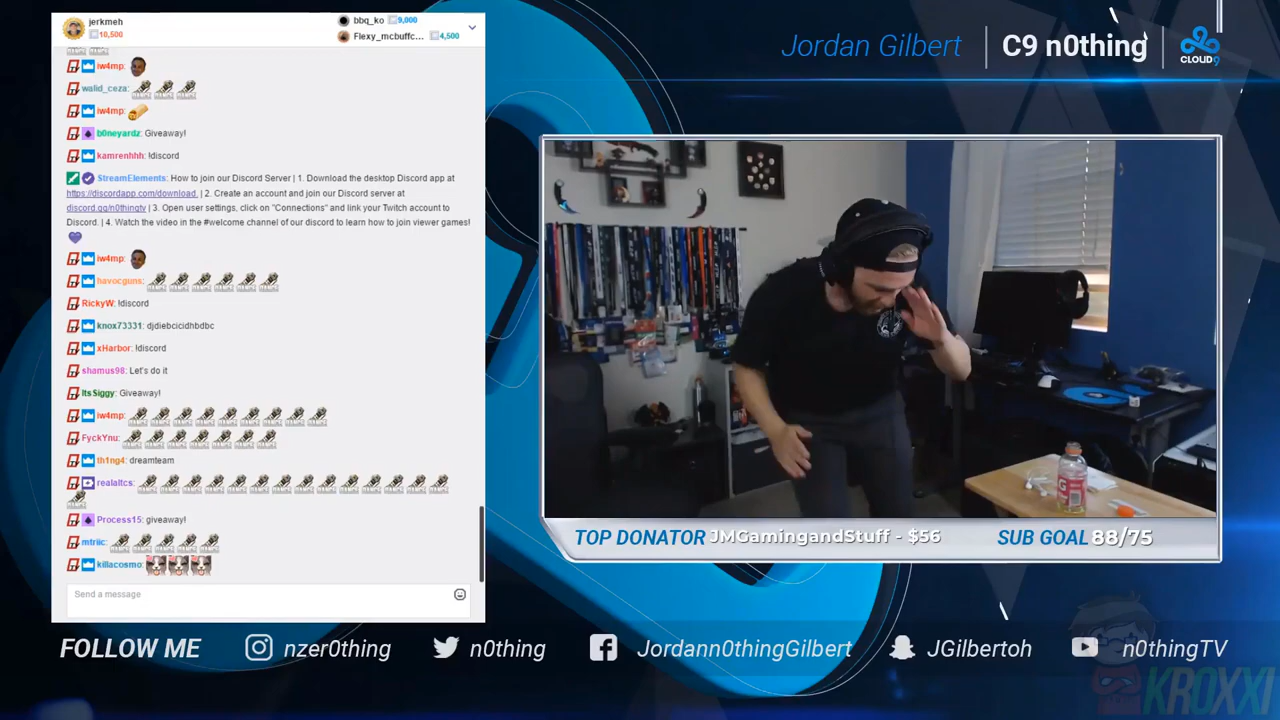 jerkmeh
10,500
bbq_ko 9,000
Flexy_mcbuffc... 4,500
iw4mp:
walid_ceza:
iw4mp:
b0neyardz: Giveaway!
kamrenhhh: !discord
StreamElements: How to join our Discord Server | 1. Download the desktop Discord app at
https://discordapp.com/download. | 2. Create an account and join our Discord server at
discord.gg/n0thingtv | 3. Open user settings, click on "Connections" and link your Twitch account to
Discord. | 4. Watch the video in the #welcome channel of our discord to learn how to join viewer games!
iw4mp:
havocguns:
RickyW: !discord
knox73331: djdiebcicidhbdbc
xHarbor: !discord
shamus98: Let's do it
ItsSiggy: Giveaway!
iw4mp:
FyckYnu:
th1ng4: dreamteam
realaltcs:
Process15: giveaway!
mtriic:
killacosmo:
Send a message
Jordan Gilbert
C9 n0thing
CLOUD9
TOP DONATOR JMGamingandStuff - $56
SUB GOAL 88/75
FOLLOW ME
nzer0thing
n0thing
Jordann0thingGilbert
JGilbertoh
n0thingTV
KROXXI